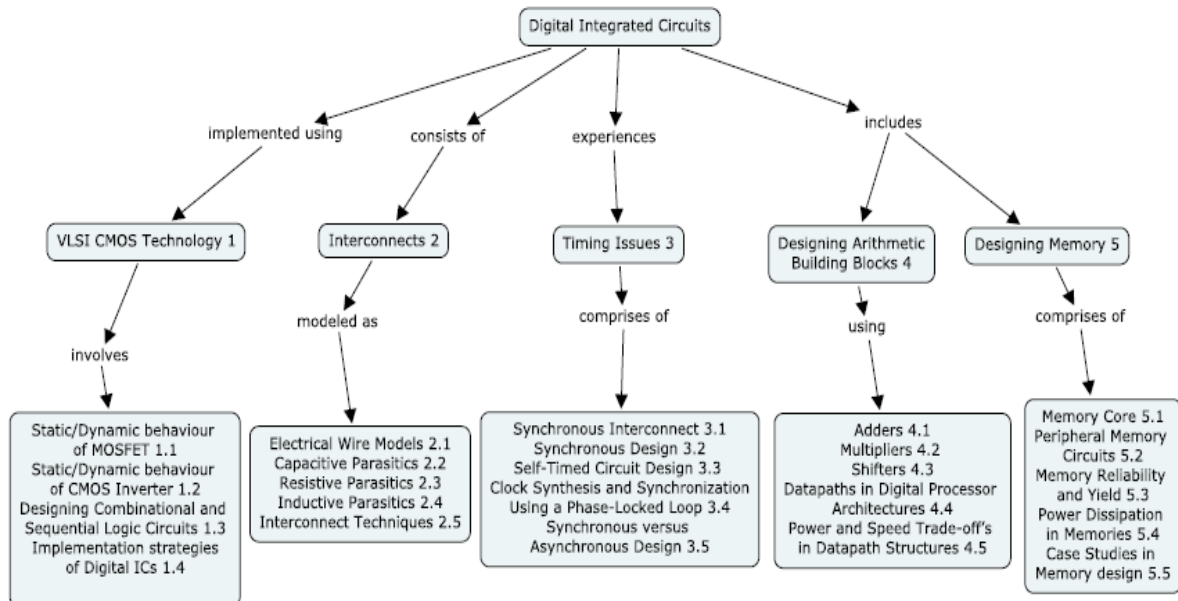 Digital Integrated Circuits
implemented using
consists of
experiences
includes
VLSI CMOS Technology 1
Interconnects 2
Timing Issues 3
Designing Arithmetic
Building Blocks 4
Designing Memory 5
involves
modeled as
comprises of
using
comprises of
Static/Dynamic behaviour
of MOSFET 1.1
Static/Dynamic behaviour
of CMOS Inverter 1.2
Designing Combinational and
Sequential Logic Circuits 1.3
Implementation strategies
of Digital ICs 1.4
Electrical Wire Models 2.1
Capacitive Parasitics 2.2
Resistive Parasitics 2.3
Inductive Parasitics 2.4
Interconnect Techniques 2.5
Synchronous Interconnect 3.1
Synchronous Design 3.2
Self-Timed Circuit Design 3.3
Clock Synthesis and Synchronization
Using a Phase-Locked Loop 3.4
Synchronous versus
Asynchronous Design 3.5
Adders 4.1
Multipliers 4.2
Shifters 4.3
Datapaths in Digital Processor
Architectures 4.4
Power and Speed Trade-off's
in Datapath Structures 4.5
Memory Core 5.1
Peripheral Memory
Circuits 5.2
Memory Reliability
and Yield 5.3
Power Dissipation
in Memories 5.4
Case Studies in
Memory design 5.5